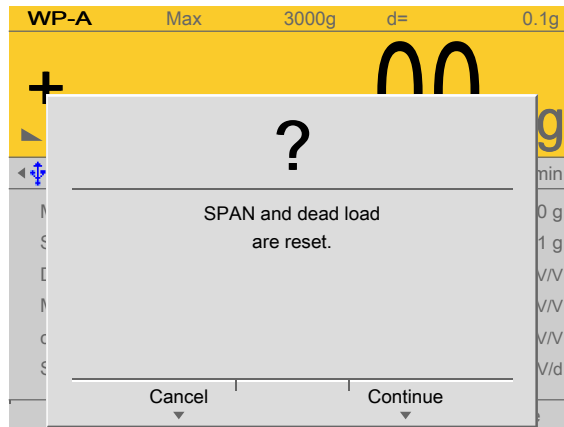 WP-A Max 3000g d= 0.1g
+ 00 g
?
SPAN and dead load
are reset.
Cancel Continue